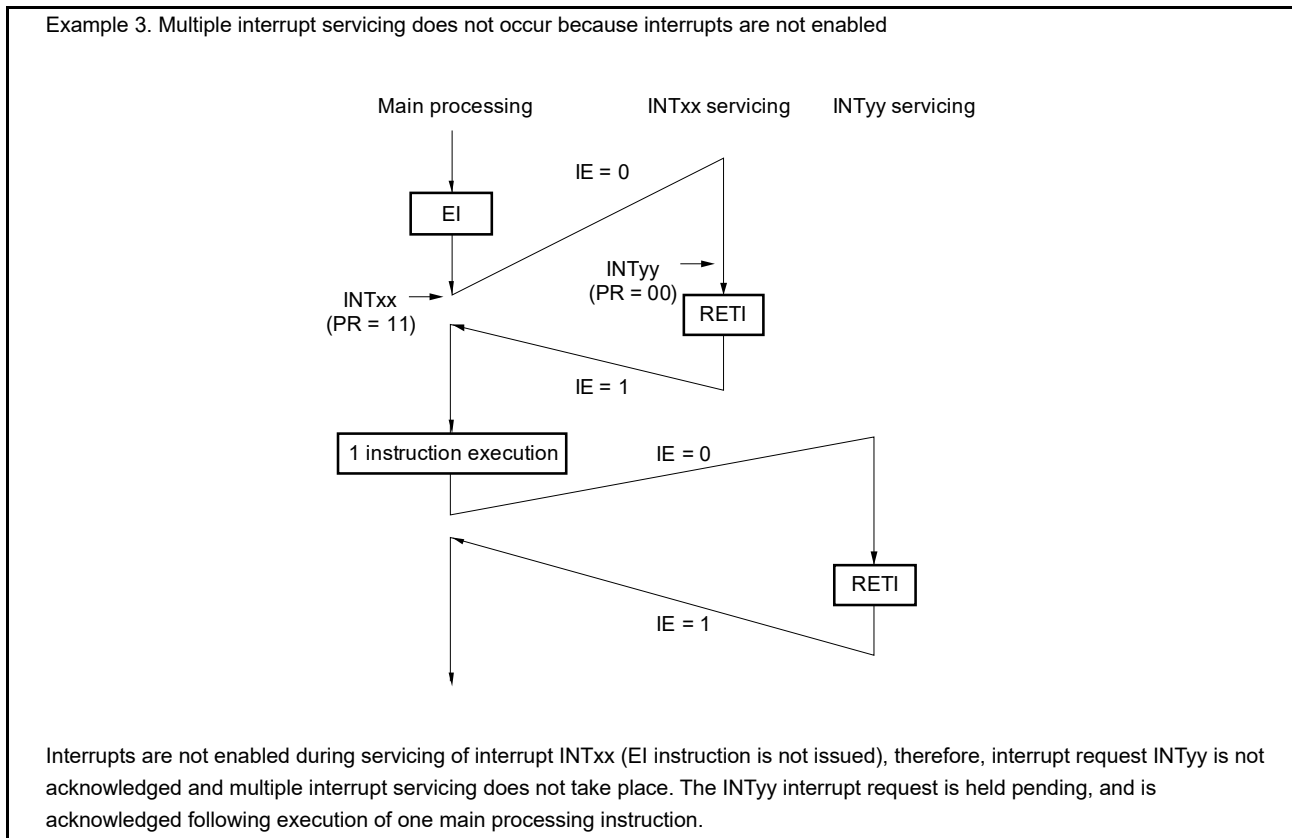 Example 3. Multiple interrupt servicing does not occur because interrupts are not enabled
Main processing
INTxx servicing
INTyy servicing
IE = 0
EI
INTyy
(PR = 00)
INTxx
(PR = 11)
RETI
IE = 1
1 instruction execution
IE = 0
RETI
IE = 1
Interrupts are not enabled during servicing of interrupt INTxx (EI instruction is not issued), therefore, interrupt request INTyy is not
acknowledged and multiple interrupt servicing does not take place. The INTyy interrupt request is held pending, and is
acknowledged following execution of one main processing instruction.